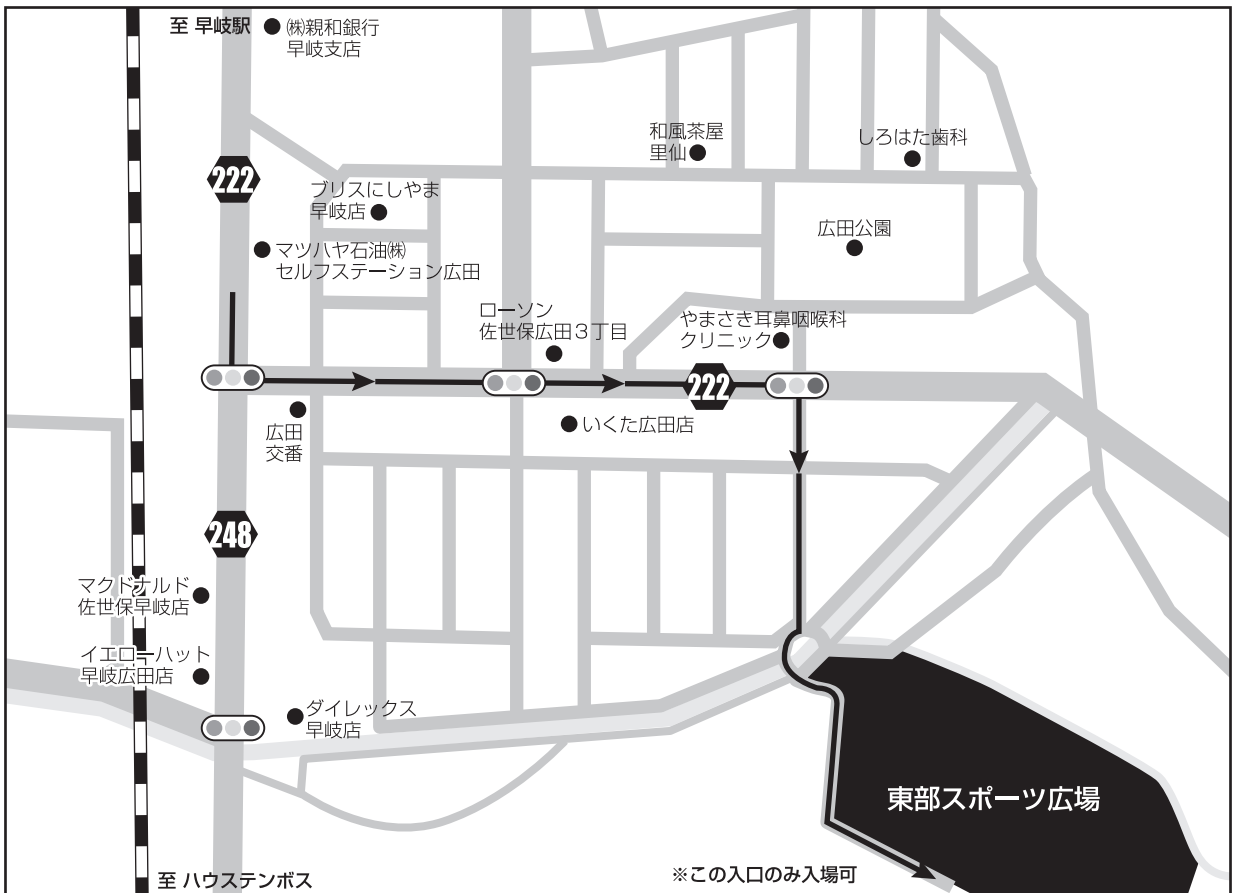 至 早岐駅
㈱親和銀行
早岐支店
和風茶屋
里仙
しろはた歯科
222
ブリスにしやま
早岐店
広田公園
マツハヤ石油㈱
セルフステーション広田
ローソン
佐世保広田３丁目
やまさき耳鼻咽喉科
クリニック
222
広田
交番
いくた広田店
248
マクドナルド
佐世保早岐店
イエローハット
早岐広田店
ダイレックス
早岐店
東部スポーツ広場
※この入口のみ入場可
至 ハウステンボス